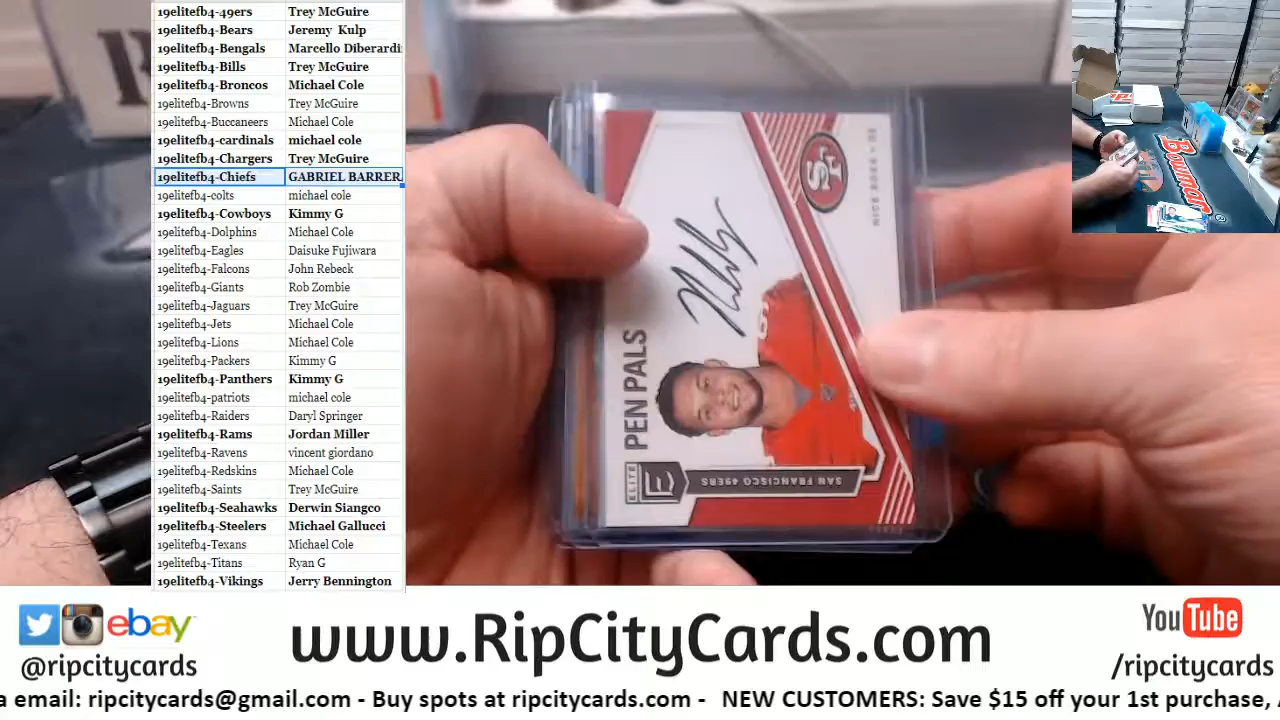 19elitefb4-49ers Trey McGuire
19elitefb4-Bears Jeremy Kulp
19elitefb4-Bengals Marcello Diberardi
19elitefb4-Bills Trey McGuire
19elitefb4-Broncos Michael Cole
19elitefb4-Browns Trey McGuire
19elitefb4-Buccaneers Michael Cole
19elitefb4-cardinals michael cole
19elitefb4-Chargers Trey McGuire
19elitefb4-Chiefs GABRIEL BARRER
19elitefb4-colts michael cole
19elitefb4-Cowboys Kimmy G
19elitefb4-Dolphins Michael Cole
19elitefb4-Eagles Daisuke Fujiwara
19elitefb4-Falcons John Rebeck
19elitefb4-Giants Rob Zombie
19elitefb4-Jaguars Trey McGuire
19elitefb4-Jets Michael Cole
19elitefb4-Lions Michael Cole
19elitefb4-Packers Kimmy G
19elitefb4-Panthers Kimmy G
19elitefb4-patriots michael cole
19elitefb4-Raiders Daryl Springer
19elitefb4-Rams Jordan Miller
19elitefb4-Ravens vincent giordano
19elitefb4-Redskins Michael Cole
19elitefb4-Saints Trey McGuire
19elitefb4-Seahawks Derwin Siangco
19elitefb4-Steelers Michael Gallucci
19elitefb4-Texans Michael Cole
19elitefb4-Titans Ryan G
19elitefb4-Vikings Jerry Bennington
PEN PALS
ELITE
SAN FRANCISCO 49ERS
SF
NICK BOSA • DE
Bowman
ebay
@ripcitycards
www.RipCityCards.com
YouTube
/ripcitycards
a email: ripcitycards@gmail.com - Buy spots at ripcitycards.com - NEW CUSTOMERS: Save $15 off your 1st purchase,